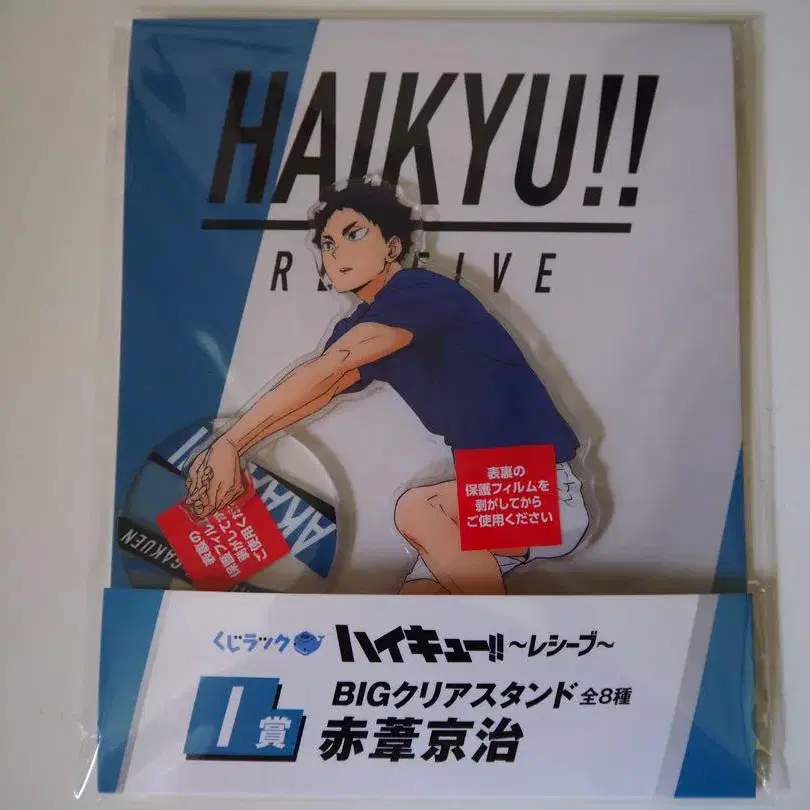 HAIKYU!!
RECEIVE
AKA
GAKUEN
表裏の
保護フィルムを
剥がしてから
ご使用ください
くじラック
ハイキュー!! ~レシーブ~
I賞
BIGクリアスタンド 全8種
赤葦京治